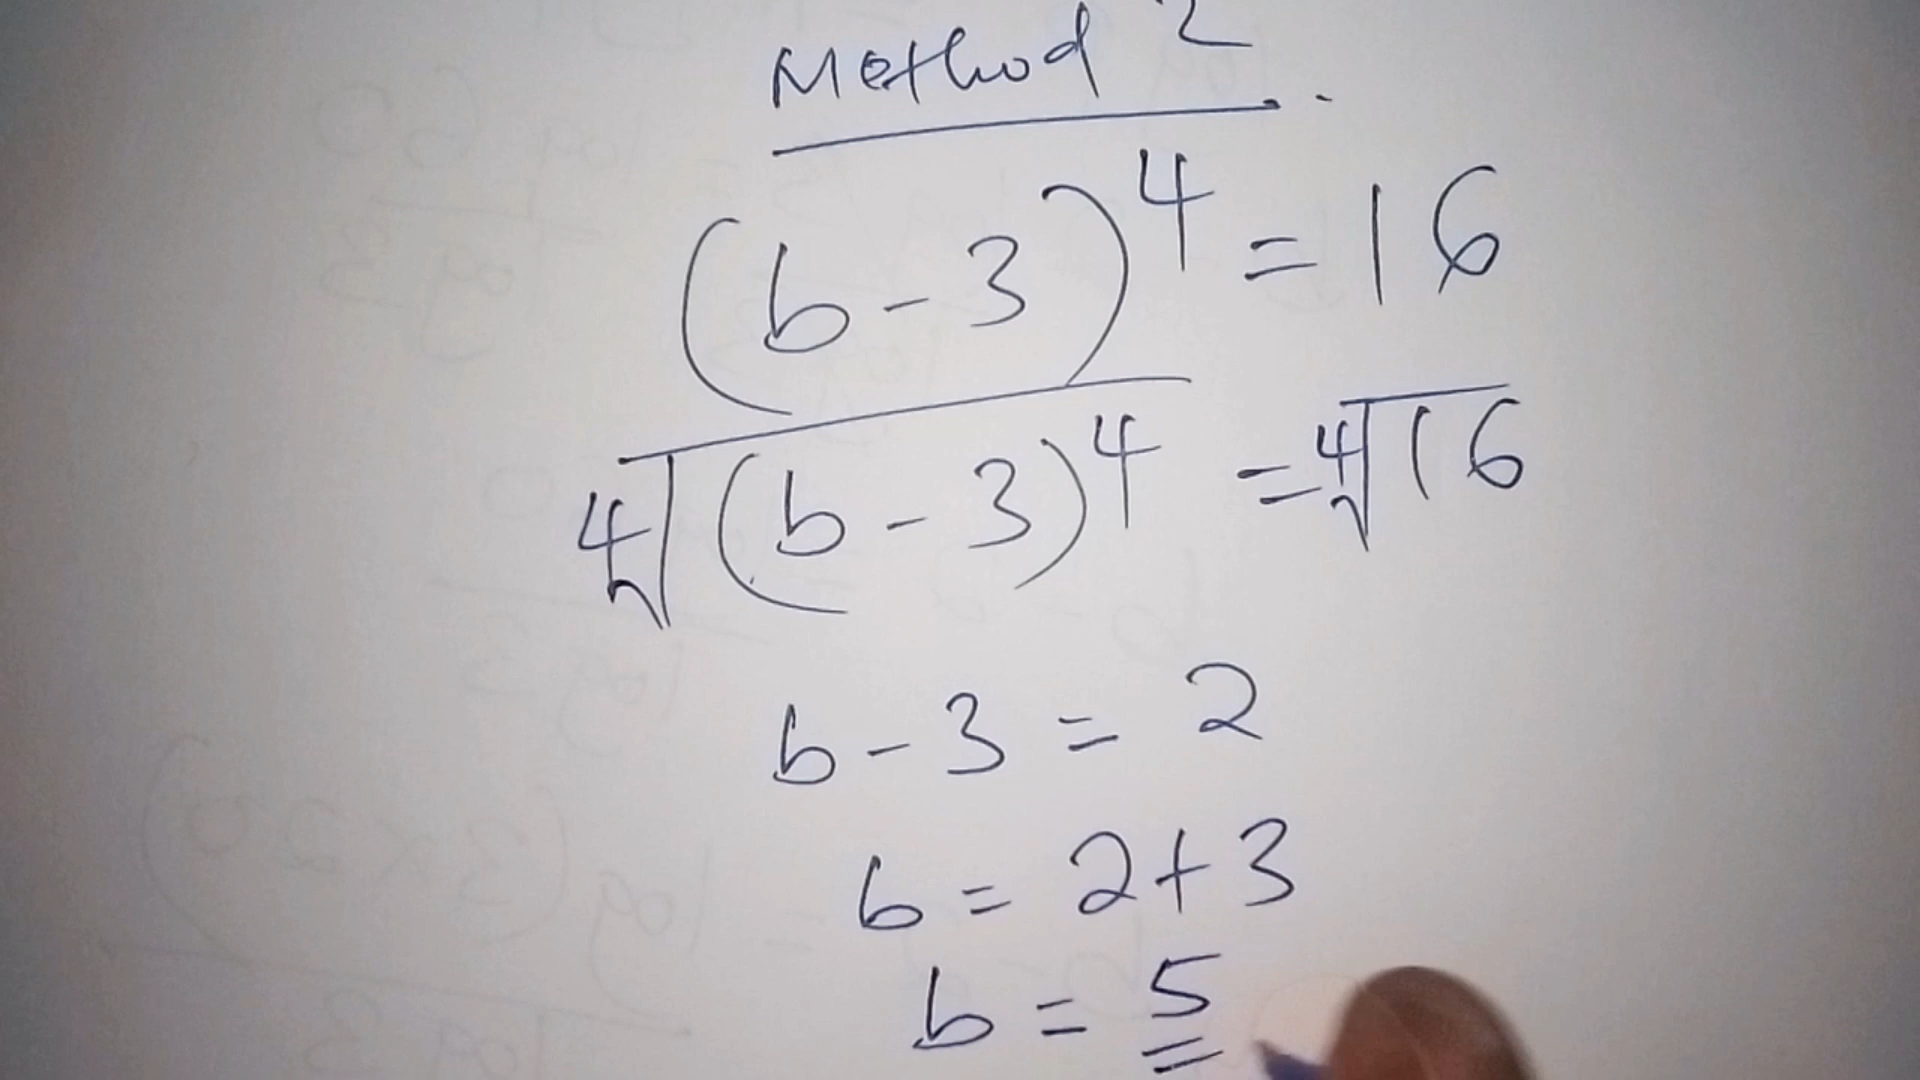 Method 2
(b-3)⁴ = 16
∜(b-3)⁴ = ∜16
b-3 = 2
b = 2+3
b = 5